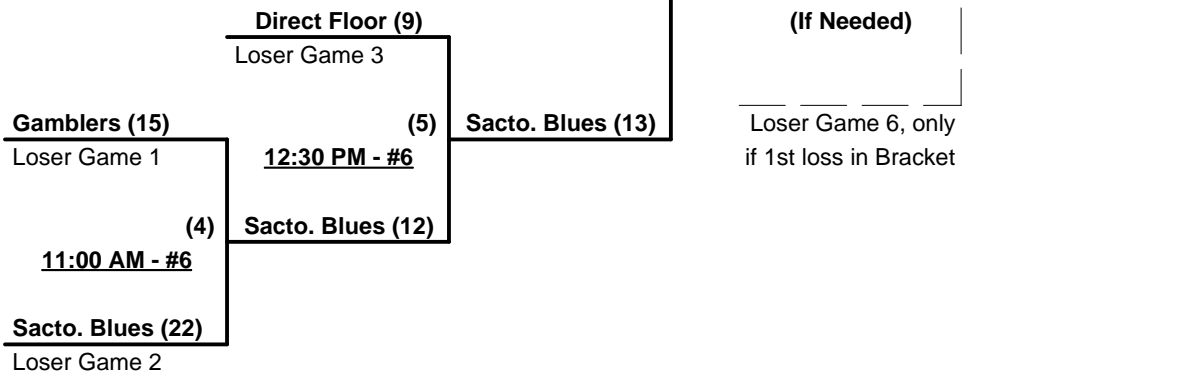 Direct Floor (9)
(If Needed)
Loser Game 3
Gamblers (15)
(5)
Sacto. Blues (13)
Loser Game 6, only
Loser Game 1
12:30 PM - #6
if 1st loss in Bracket
(4)
Sacto. Blues (12)
11:00 AM - #6
Sacto. Blues (22)
Loser Game 2